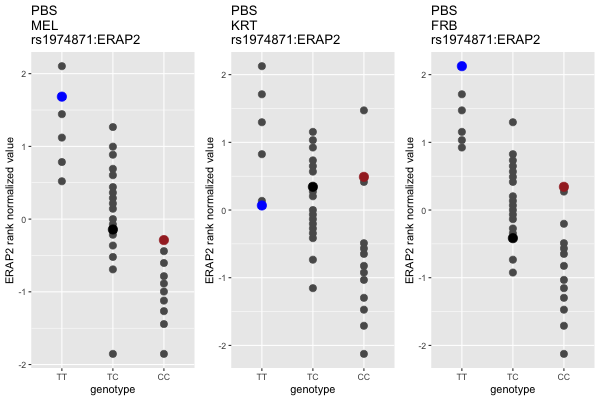 PBS
MEL
rs1974871:ERAP2
2
1
0
-1
-2
ERAP2 rank normalized value
TT
TC
CC
genotype
PBS
KRT
rs1974871:ERAP2
2
1
0
-1
-2
ERAP2 rank normalized value
TT
TC
CC
genotype
PBS
FRB
rs1974871:ERAP2
2
1
0
-1
-2
ERAP2 rank normalized value
TT
TC
CC
genotype